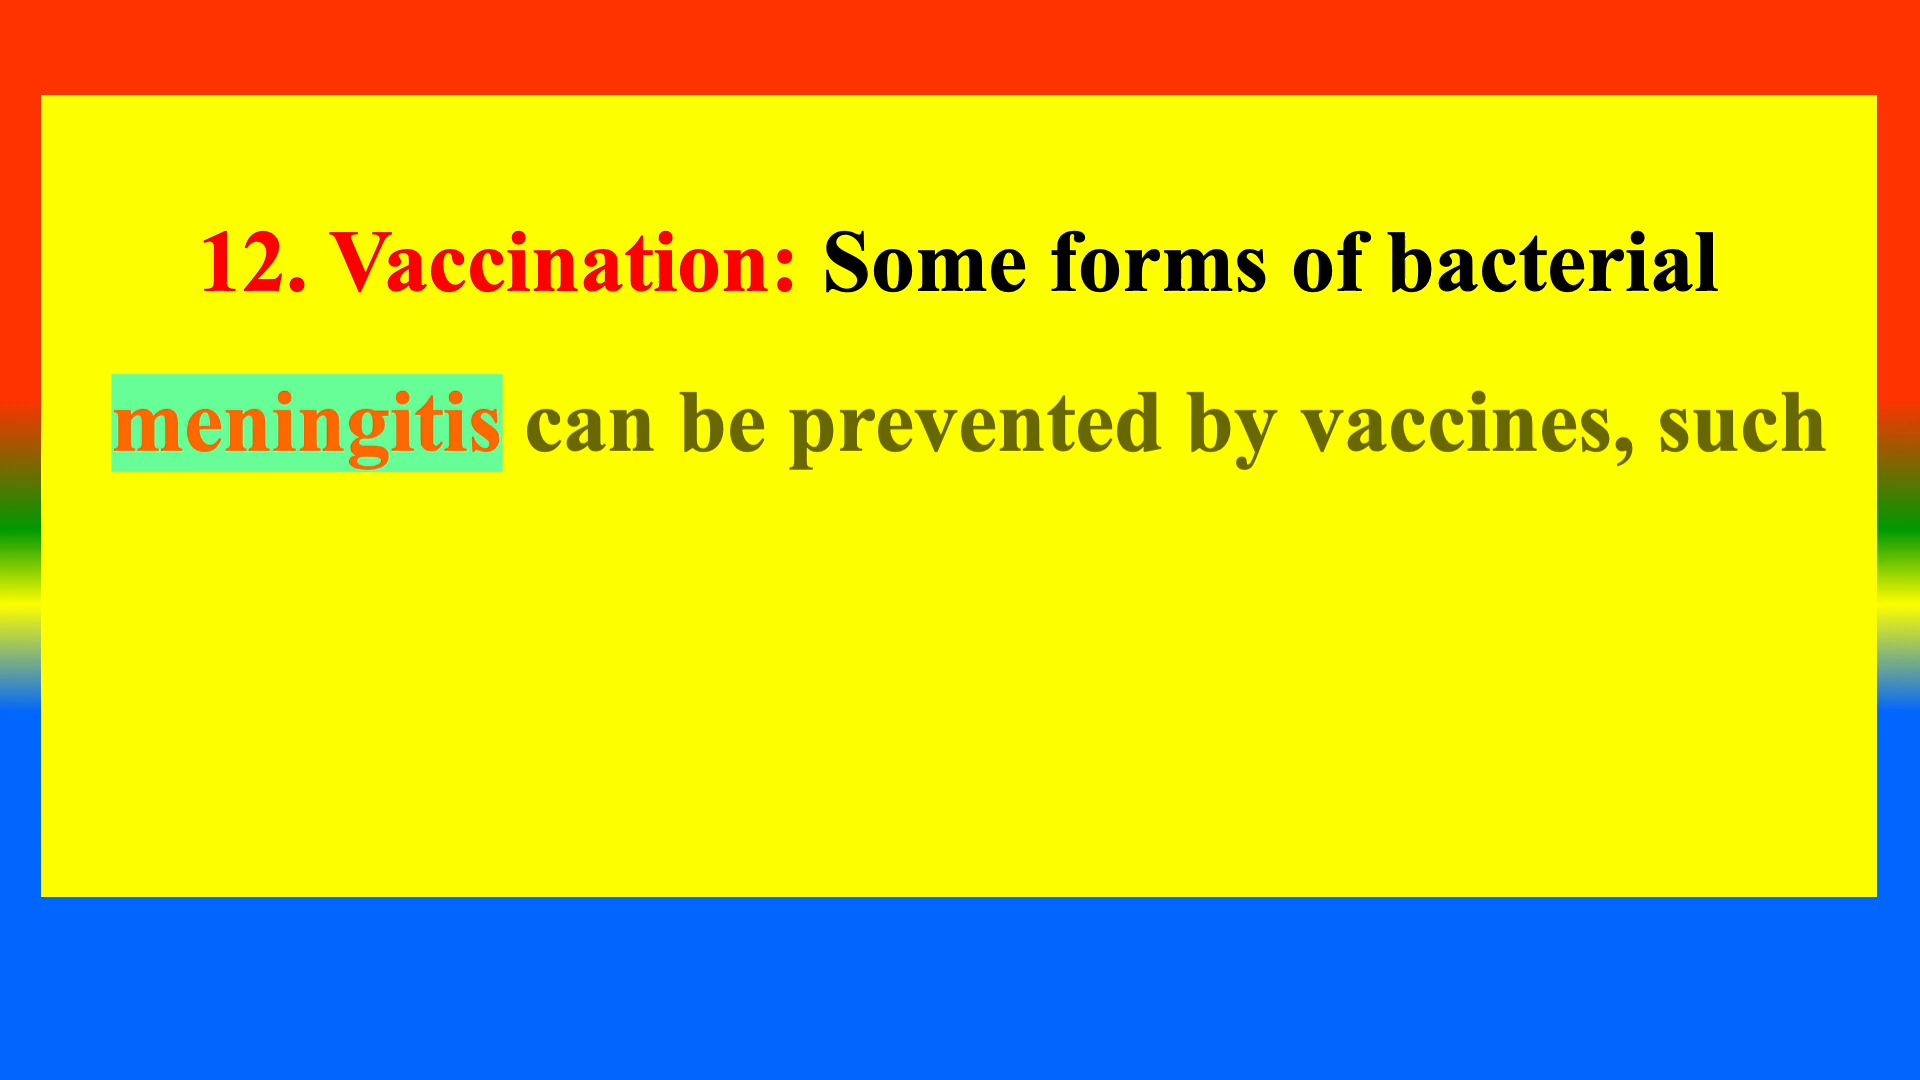 12. Vaccination: Some forms of bacterial
meningitis can be prevented by vaccines, such